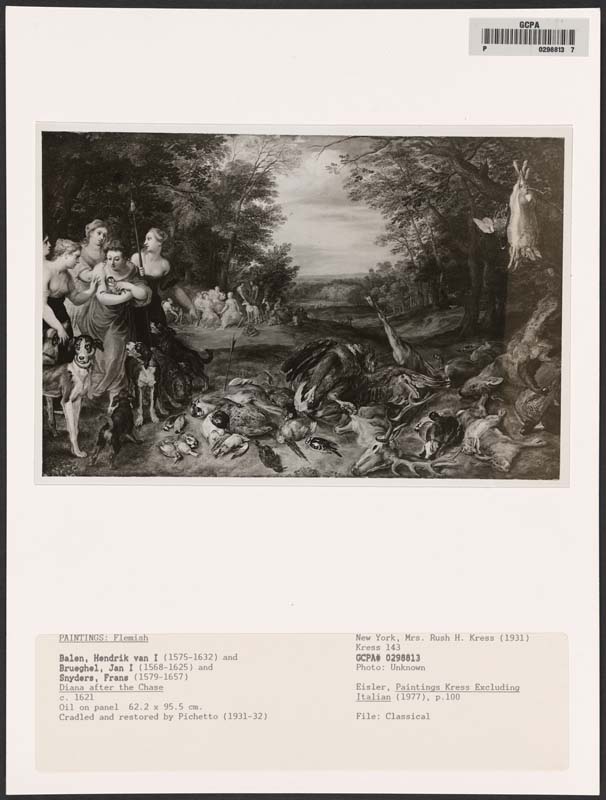 GCPA
P 0298813 7
PAINTINGS: Flemish
Balen, Hendrik van I (1575-1632) and
Brueghel, Jan I (1568-1625) and
Snyders, Frans (1579-1657)
Diana after the Chase
c. 1621
Oil on panel 62.2 x 95.5 cm.
Cradled and restored by Pichetto (1931-32)
New York, Mrs. Rush H. Kress (1931)
Kress 143
GCPA# 0298813
Photo: Unknown
Eisler, Paintings Kress Excluding
Italian (1977), p.100
File: Classical